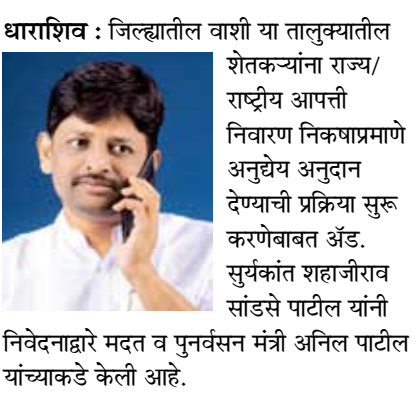 धाराशिव : जिल्ह्यातील वाशी या तालुक्यातील
शेतकऱ्यांना राज्य/
राष्ट्रीय आपत्ती
निवारण निकषाप्रमाणे
अनुद्येय अनुदान
देण्याची प्रक्रिया सुरू
करणेबाबत ॲड.
सुर्यकांत शहाजीराव
सांडसे पाटील यांनी
निवेदनाद्वारे मदत व पुनर्वसन मंत्री अनिल पाटील
यांच्याकडे केली आहे.